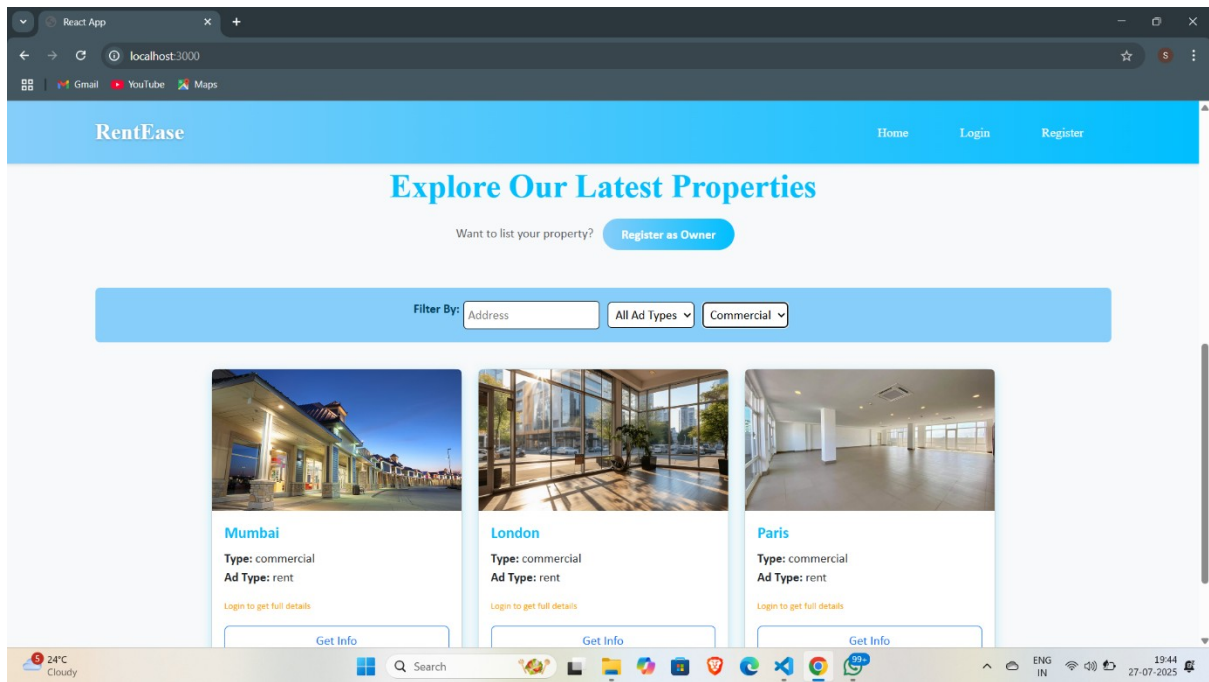 React App
localhost:3000
Gmail YouTube Maps
RentEase Home Login Register
Explore Our Latest Properties
Want to list your property? Register as Owner
Filter By: Address All Ad Types Commercial
Mumbai London Paris
Type: commercial Type: commercial Type: commercial
Ad Type: rent Ad Type: rent Ad Type: rent
Login to get full details Login to get full details Login to get full details
Get Info Get Info Get Info
5 24°C Search 99+ ENG 19:44
Cloudy IN 27-07-2025
S